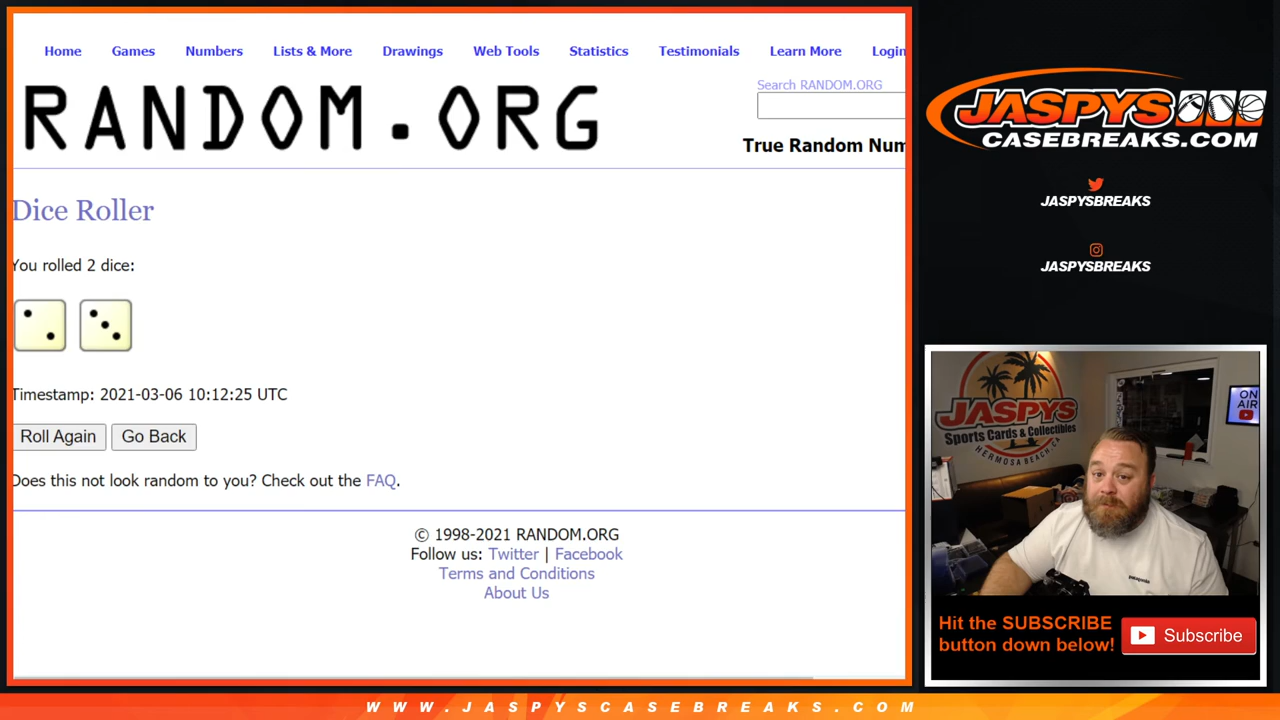 Home Games Numbers Lists & More Drawings Web Tools Statistics Testimonials Learn More Login
RANDOM.ORG
Search RANDOM.ORG
True Random Num
Dice Roller
You rolled 2 dice:
Timestamp: 2021-03-06 10:12:25 UTC
Roll Again Go Back
Does this not look random to you? Check out the FAQ.
© 1998-2021 RANDOM.ORG
Follow us: Twitter | Facebook
Terms and Conditions
About Us
JASPYS
CASEBREAKS.COM
JASPYSBREAKS
JASPYSBREAKS
JASPYS
Sports Cards & Collectibles
HERMOSA BEACH, CA
ON
AIR
patagonia
Hit the SUBSCRIBE
button down below!
Subscribe
WWW.JASPYSCASEBREAKS.COM